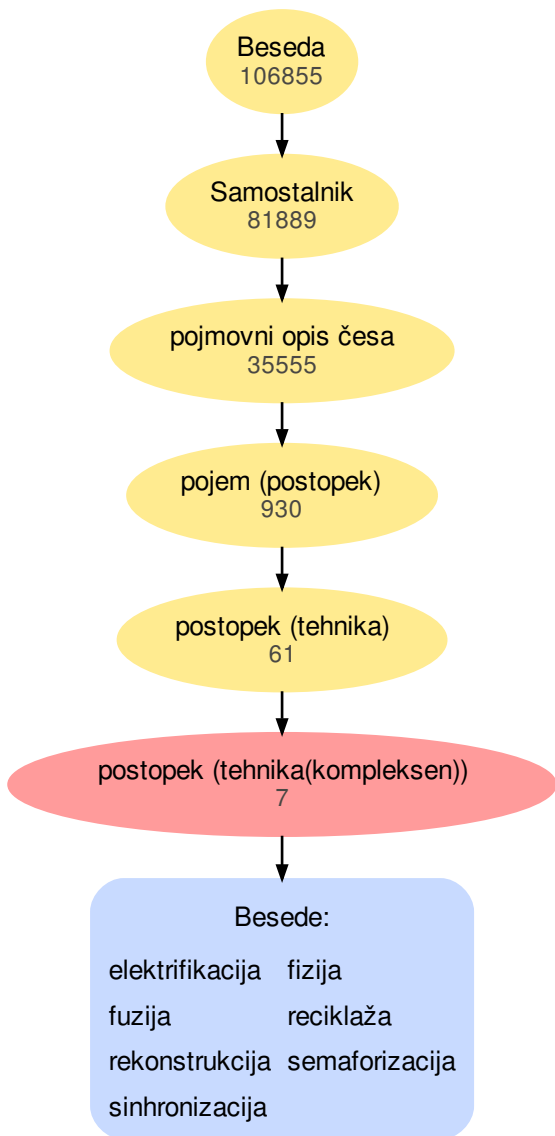 Beseda
106855
Samostalnik
81889
pojmovni opis česa
35555
pojem (postopek)
930
postopek (tehnika)
61
postopek (tehnika(kompleksen))
7
Besede:
elektrifikacija fizija
fuzija reciklaža
rekonstrukcija semaforizacija
sinhronizacija